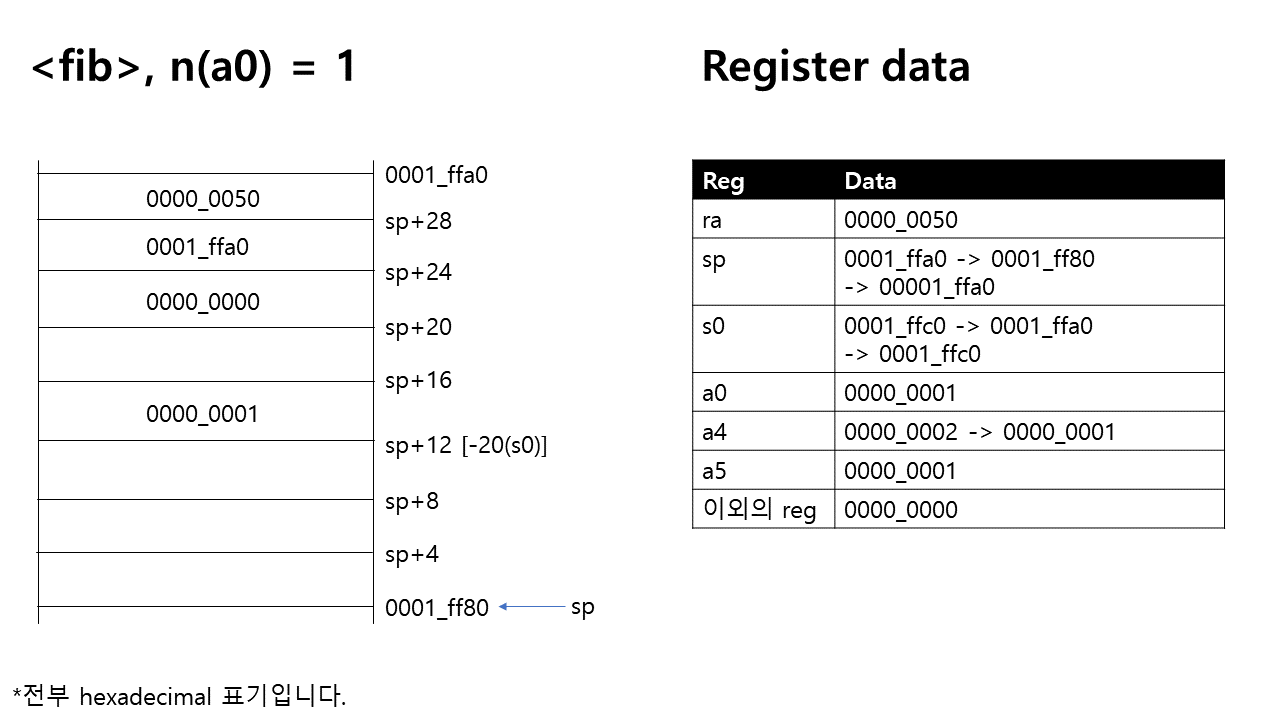 <fib>, n(a0) = 1
0001_ffa0
0000_0050
sp+28
0001_ffa0
sp+24
0000_0000
sp+20
sp+16
0000_0001
sp+12 [-20(s0)]
sp+8
sp+4
0001_ff80
sp
*전부 hexadecimal 표기입니다.
Register data
Reg Data
ra 0000_0050
sp 0001_ffa0 -> 0001_ff80
-> 00001_ffa0
s0 0001_ffc0 -> 0001_ffa0
-> 0001_ffc0
a0 0000_0001
a4 0000_0002 -> 0000_0001
a5 0000_0001
이외의 reg 0000_0000